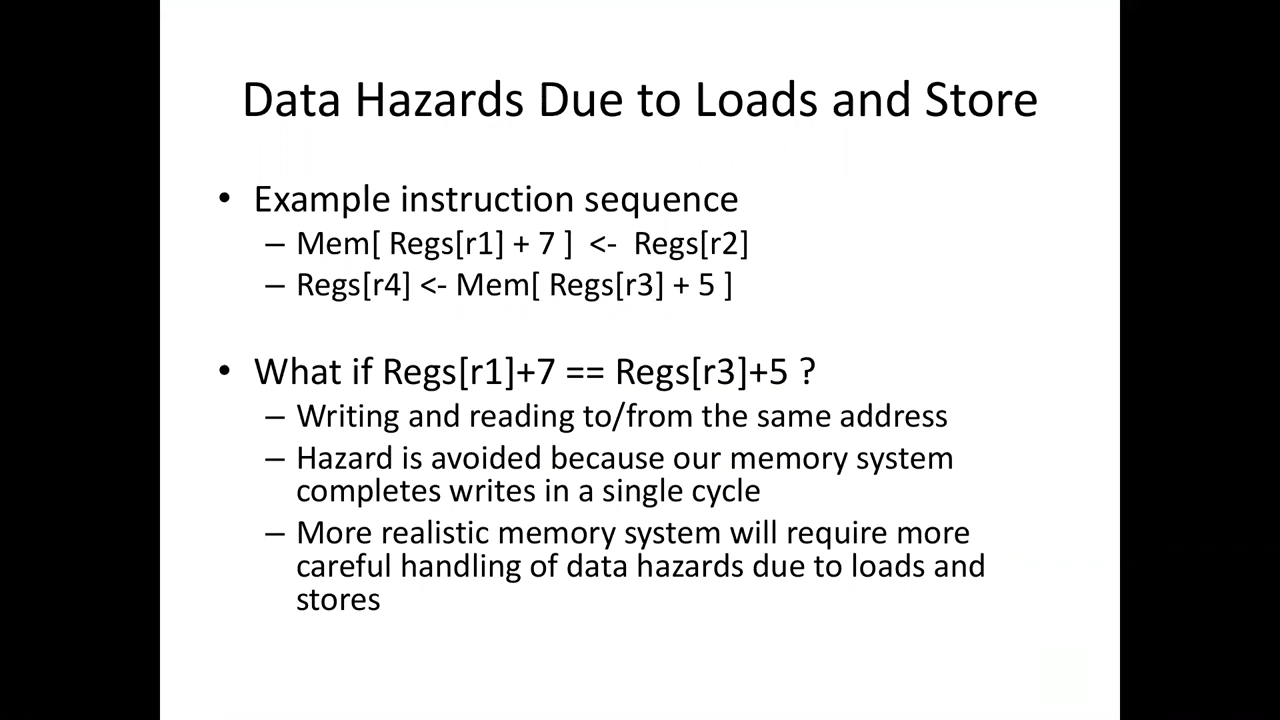 Data Hazards Due to Loads and Store
• Example instruction sequence
– Mem[ Regs[r1] + 7 ] <- Regs[r2]
– Regs[r4] <- Mem[ Regs[r3] + 5 ]
• What if Regs[r1]+7 == Regs[r3]+5 ?
– Writing and reading to/from the same address
– Hazard is avoided because our memory system
completes writes in a single cycle
– More realistic memory system will require more
careful handling of data hazards due to loads and
stores